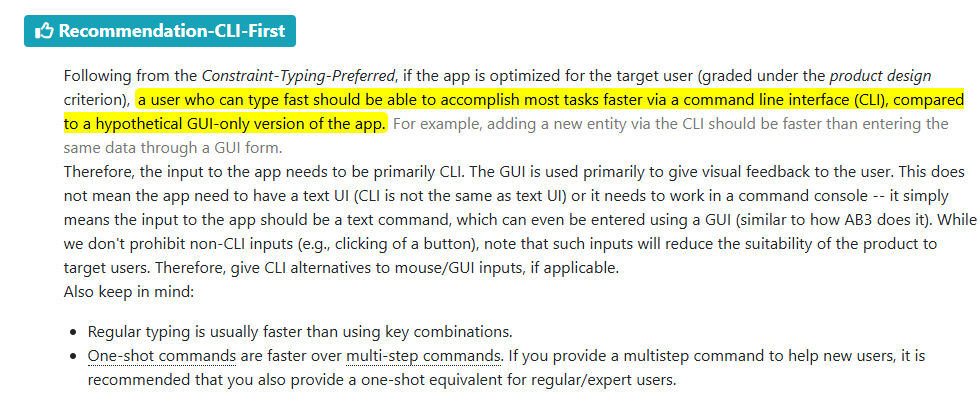 Recommendation-CLI-First
Following from the Constraint-Typing-Preferred, if the app is optimized for the target user (graded under the product design
criterion), a user who can type fast should be able to accomplish most tasks faster via a command line interface (CLI), compared
to a hypothetical GUI-only version of the app. For example, adding a new entity via the CLI should be faster than entering the
same data through a GUI form.
Therefore, the input to the app needs to be primarily CLI. The GUI is used primarily to give visual feedback to the user. This does
not mean the app need to have a text UI (CLI is not the same as text UI) or it needs to work in a command console -- it simply
means the input to the app should be a text command, which can even be entered using a GUI (similar to how AB3 does it). While
we don't prohibit non-CLI inputs (e.g., clicking of a button), note that such inputs will reduce the suitability of the product to
target users. Therefore, give CLI alternatives to mouse/GUI inputs, if applicable.
Also keep in mind:
• Regular typing is usually faster than using key combinations.
• One-shot commands are faster over multi-step commands. If you provide a multistep command to help new users, it is
recommended that you also provide a one-shot equivalent for regular/expert users.